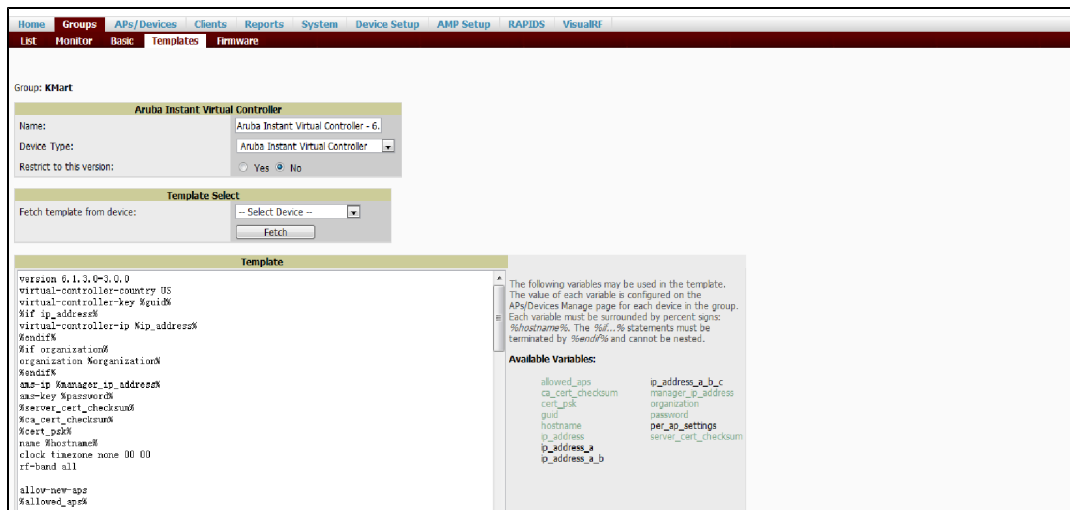 Home Groups APs/Devices Clients Reports System Device Setup AMP Setup RAPIDS VisualRF
List Monitor Basic Templates Firmware
Group: KMart
Aruba Instant Virtual Controller
Name: Aruba Instant Virtual Controller - 6.
Device Type: Aruba Instant Virtual Controller
Restrict to this version: Yes No
Template Select
Fetch template from device: -- Select Device --
Fetch
Template
version 6.1.3.0-3.0.0
virtual-controller-country US
virtual-controller-key %guid%
%if ip_address%
virtual-controller-ip %ip_address%
%endif%
%if organization%
organization %organization%
%endif%
ams-ip %manager_ip_address%
ams-key %password%
%server_cert_checksum%
%ca_cert_checksum%
%cert_psk%
name %hostname%
clock timezone none 00 00
rf-band all
allow-new-aps
%allowed_aps%
The following variables may be used in the template.
The value of each variable is configured on the
APs/Devices Manage page for each device in the group.
Each variable must be surrounded by percent signs:
%hostname%. The %if...% statements must be
terminated by %endif% and cannot be nested.
Available Variables:
allowed_aps ip_address_a_b_c
ca_cert_checksum manager_ip_address
cert_psk organization
guid password
hostname per_ap_settings
ip_address server_cert_checksum
ip_address_a
ip_address_a_b